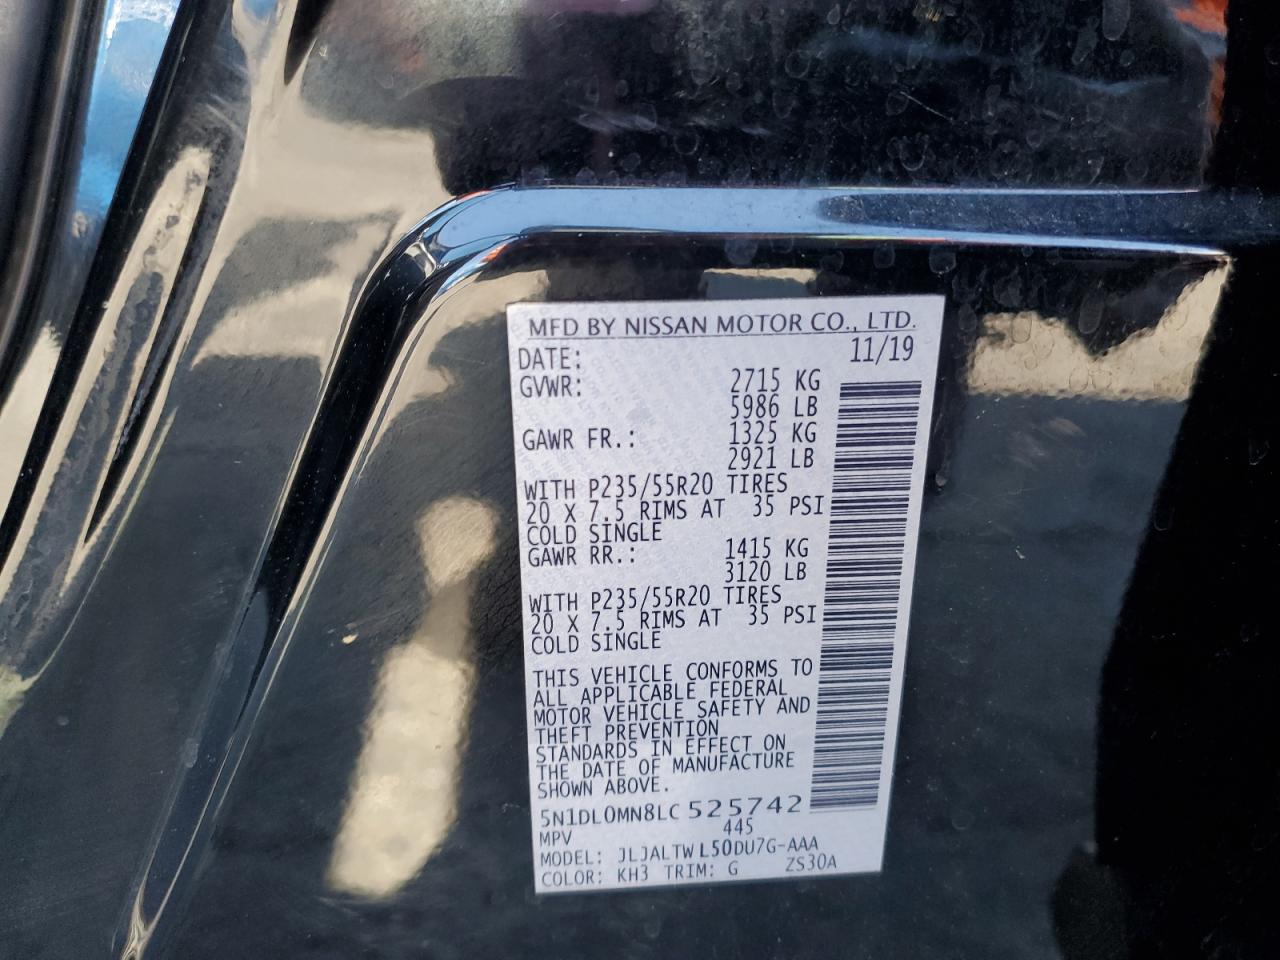 MFD BY NISSAN MOTOR CO., LTD.
DATE: 11/19
GVWR: 2715 KG
5986 LB
GAWR FR.: 1325 KG
2921 LB
WITH P235/55R20 TIRES
20 X 7.5 RIMS AT 35 PSI
COLD SINGLE
GAWR RR.: 1415 KG
3120 LB
WITH P235/55R20 TIRES
20 X 7.5 RIMS AT 35 PSI
COLD SINGLE
THIS VEHICLE CONFORMS TO
ALL APPLICABLE FEDERAL
MOTOR VEHICLE SAFETY AND
THEFT PREVENTION
STANDARDS IN EFFECT ON
THE DATE OF MANUFACTURE
SHOWN ABOVE.
5N1DL0MN8LC 525742
MPV 445
MODEL: JLJALTWL50DU7G-AAA
COLOR: KH3 TRIM: G ZS30A